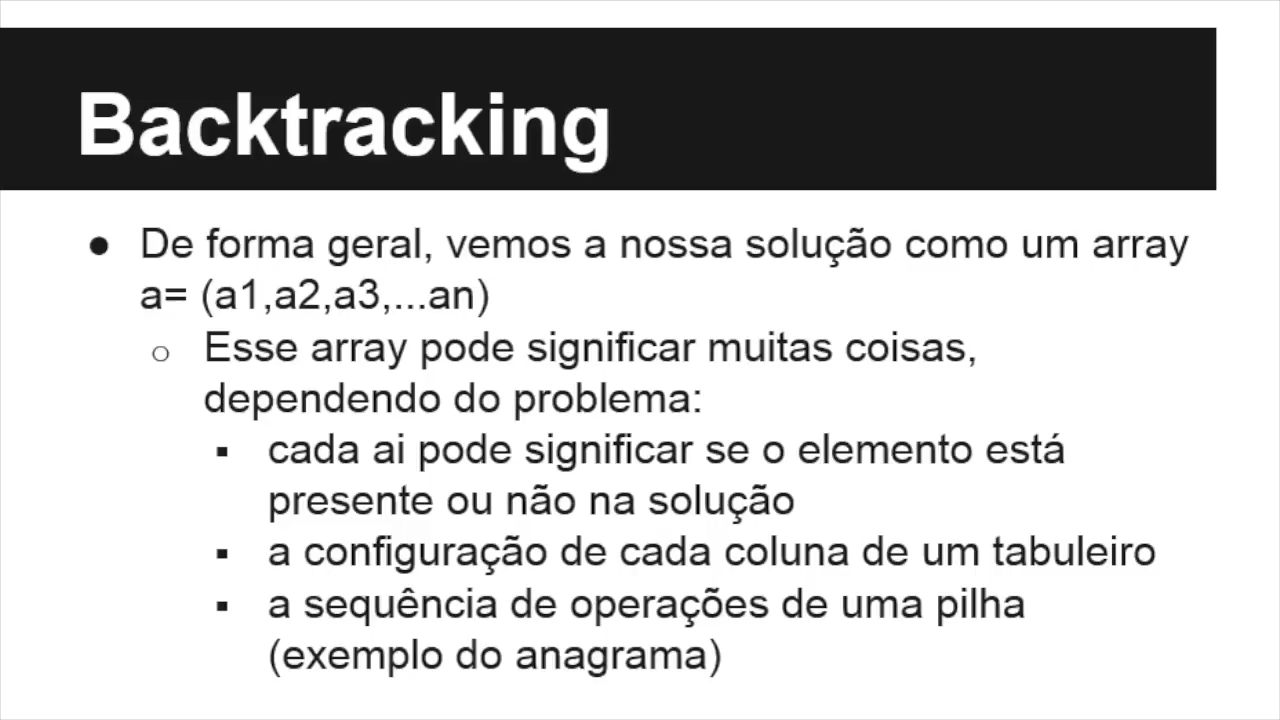 Backtracking
● De forma geral, vemos a nossa solução como um array
a= (a1,a2,a3,...an)
○ Esse array pode significar muitas coisas,
dependendo do problema:
▪ cada ai pode significar se o elemento está
presente ou não na solução
▪ a configuração de cada coluna de um tabuleiro
▪ a sequência de operações de uma pilha
(exemplo do anagrama)